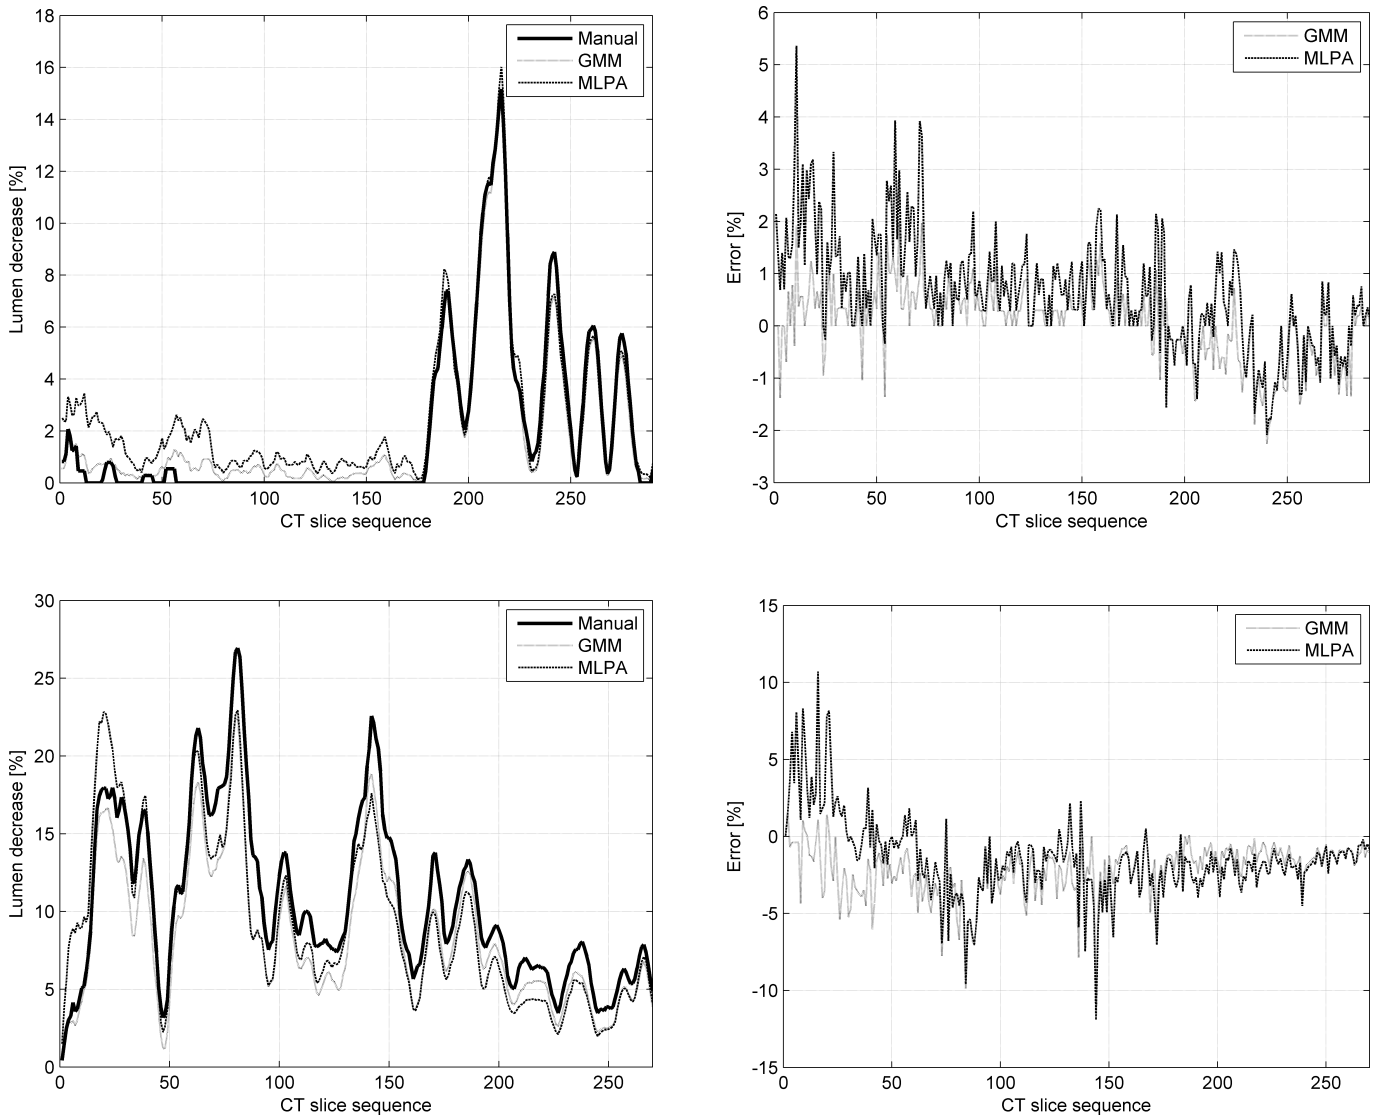 18
16
14
12
10
8
6
4
2
0
Lumen decrease [%]
Manual
GMM
MLPA
0 50 100 150 200 250
CT slice sequence
6
5
4
3
2
1
0
-1
-2
-3
Error [%]
GMM
MLPA
0 50 100 150 200 250
CT slice sequence
30
25
20
15
10
5
0
Lumen decrease [%]
Manual
GMM
MLPA
0 50 100 150 200 250
CT slice sequence
15
10
5
0
-5
-10
-15
Error [%]
GMM
MLPA
0 50 100 150 200 250
CT slice sequence